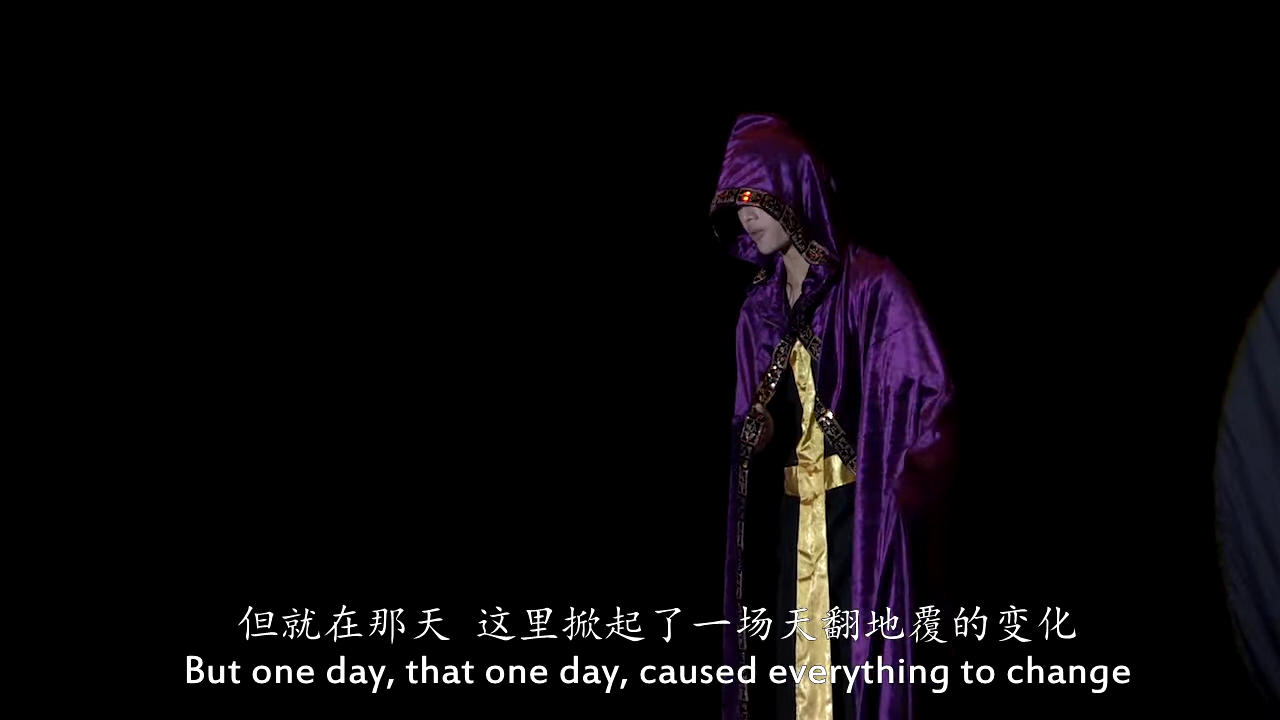 但就在那天 这里掀起了一场天翻地覆的变化
But one day, that one day, caused everything to change